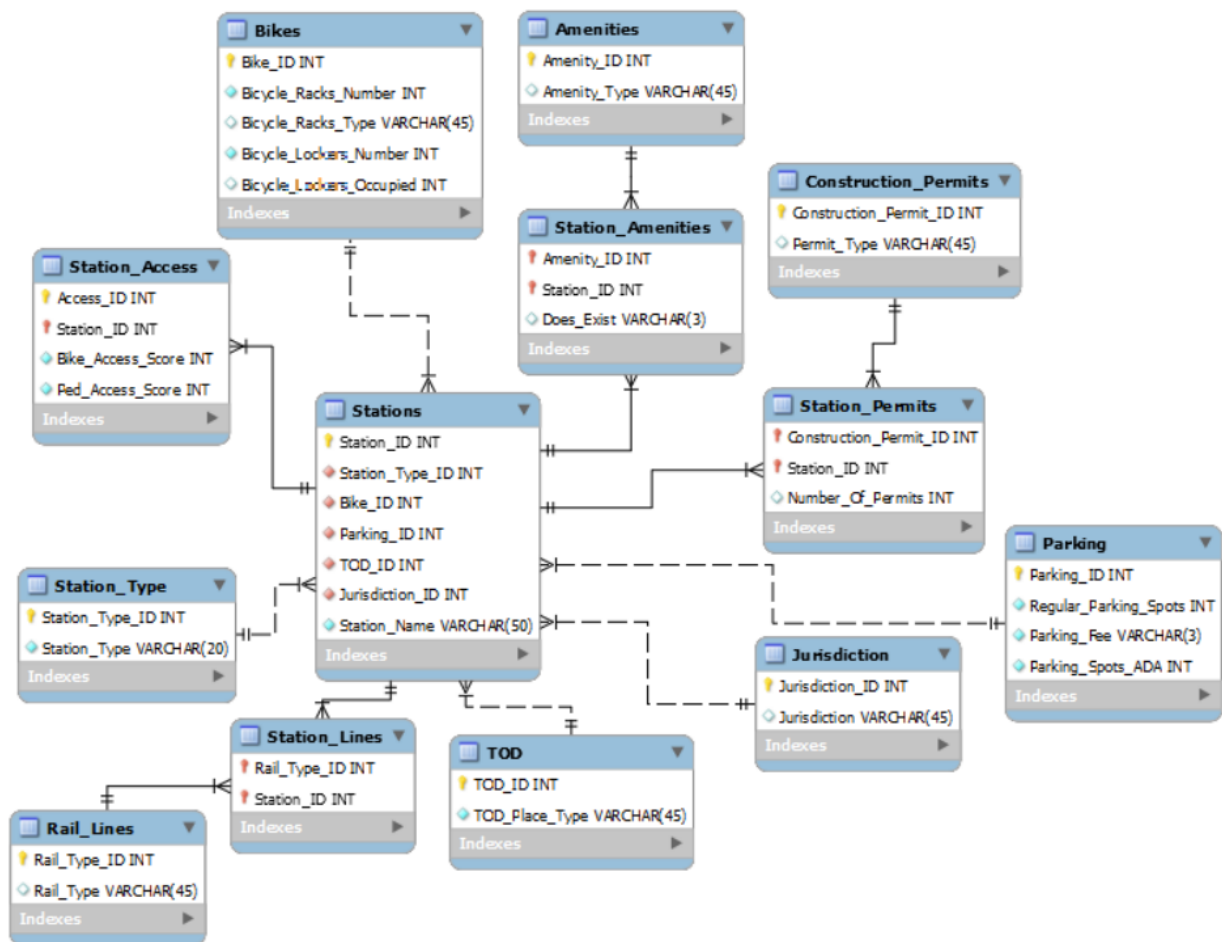 Bikes
Bike_ID INT
Bicycle_Racks_Number INT
Bicycle_Racks_Type VARCHAR(45)
Bicycle_Lockers_Number INT
Bicycle_Lockers_Occupied INT
Indexes
Amenities
Amenity_ID INT
Amenity_Type VARCHAR(45)
Indexes
Construction_Permits
Construction_Permit_ID INT
Permit_Type VARCHAR(45)
Indexes
Station_Amenities
Amenity_ID INT
Station_ID INT
Does_Exist VARCHAR(3)
Indexes
Station_Access
Access_ID INT
Station_ID INT
Bike_Access_Score INT
Ped_Access_Score INT
Indexes
Stations
Station_ID INT
Station_Type_ID INT
Bike_ID INT
Parking_ID INT
TOD_ID INT
Jurisdiction_ID INT
Station_Name VARCHAR(50)
Indexes
Station_Permits
Construction_Permit_ID INT
Station_ID INT
Number_Of_Permits INT
Indexes
Parking
Parking_ID INT
Regular_Parking_Spots INT
Parking_Fee VARCHAR(3)
Parking_Spots_ADA INT
Indexes
Station_Type
Station_Type_ID INT
Station_Type VARCHAR(20)
Indexes
Jurisdiction
Jurisdiction_ID INT
Jurisdiction VARCHAR(45)
Indexes
Station_Lines
Rail_Type_ID INT
Station_ID INT
Indexes
TOD
TOD_ID INT
TOD_Place_Type VARCHAR(45)
Indexes
Rail_Lines
Rail_Type_ID INT
Rail_Type VARCHAR(45)
Indexes